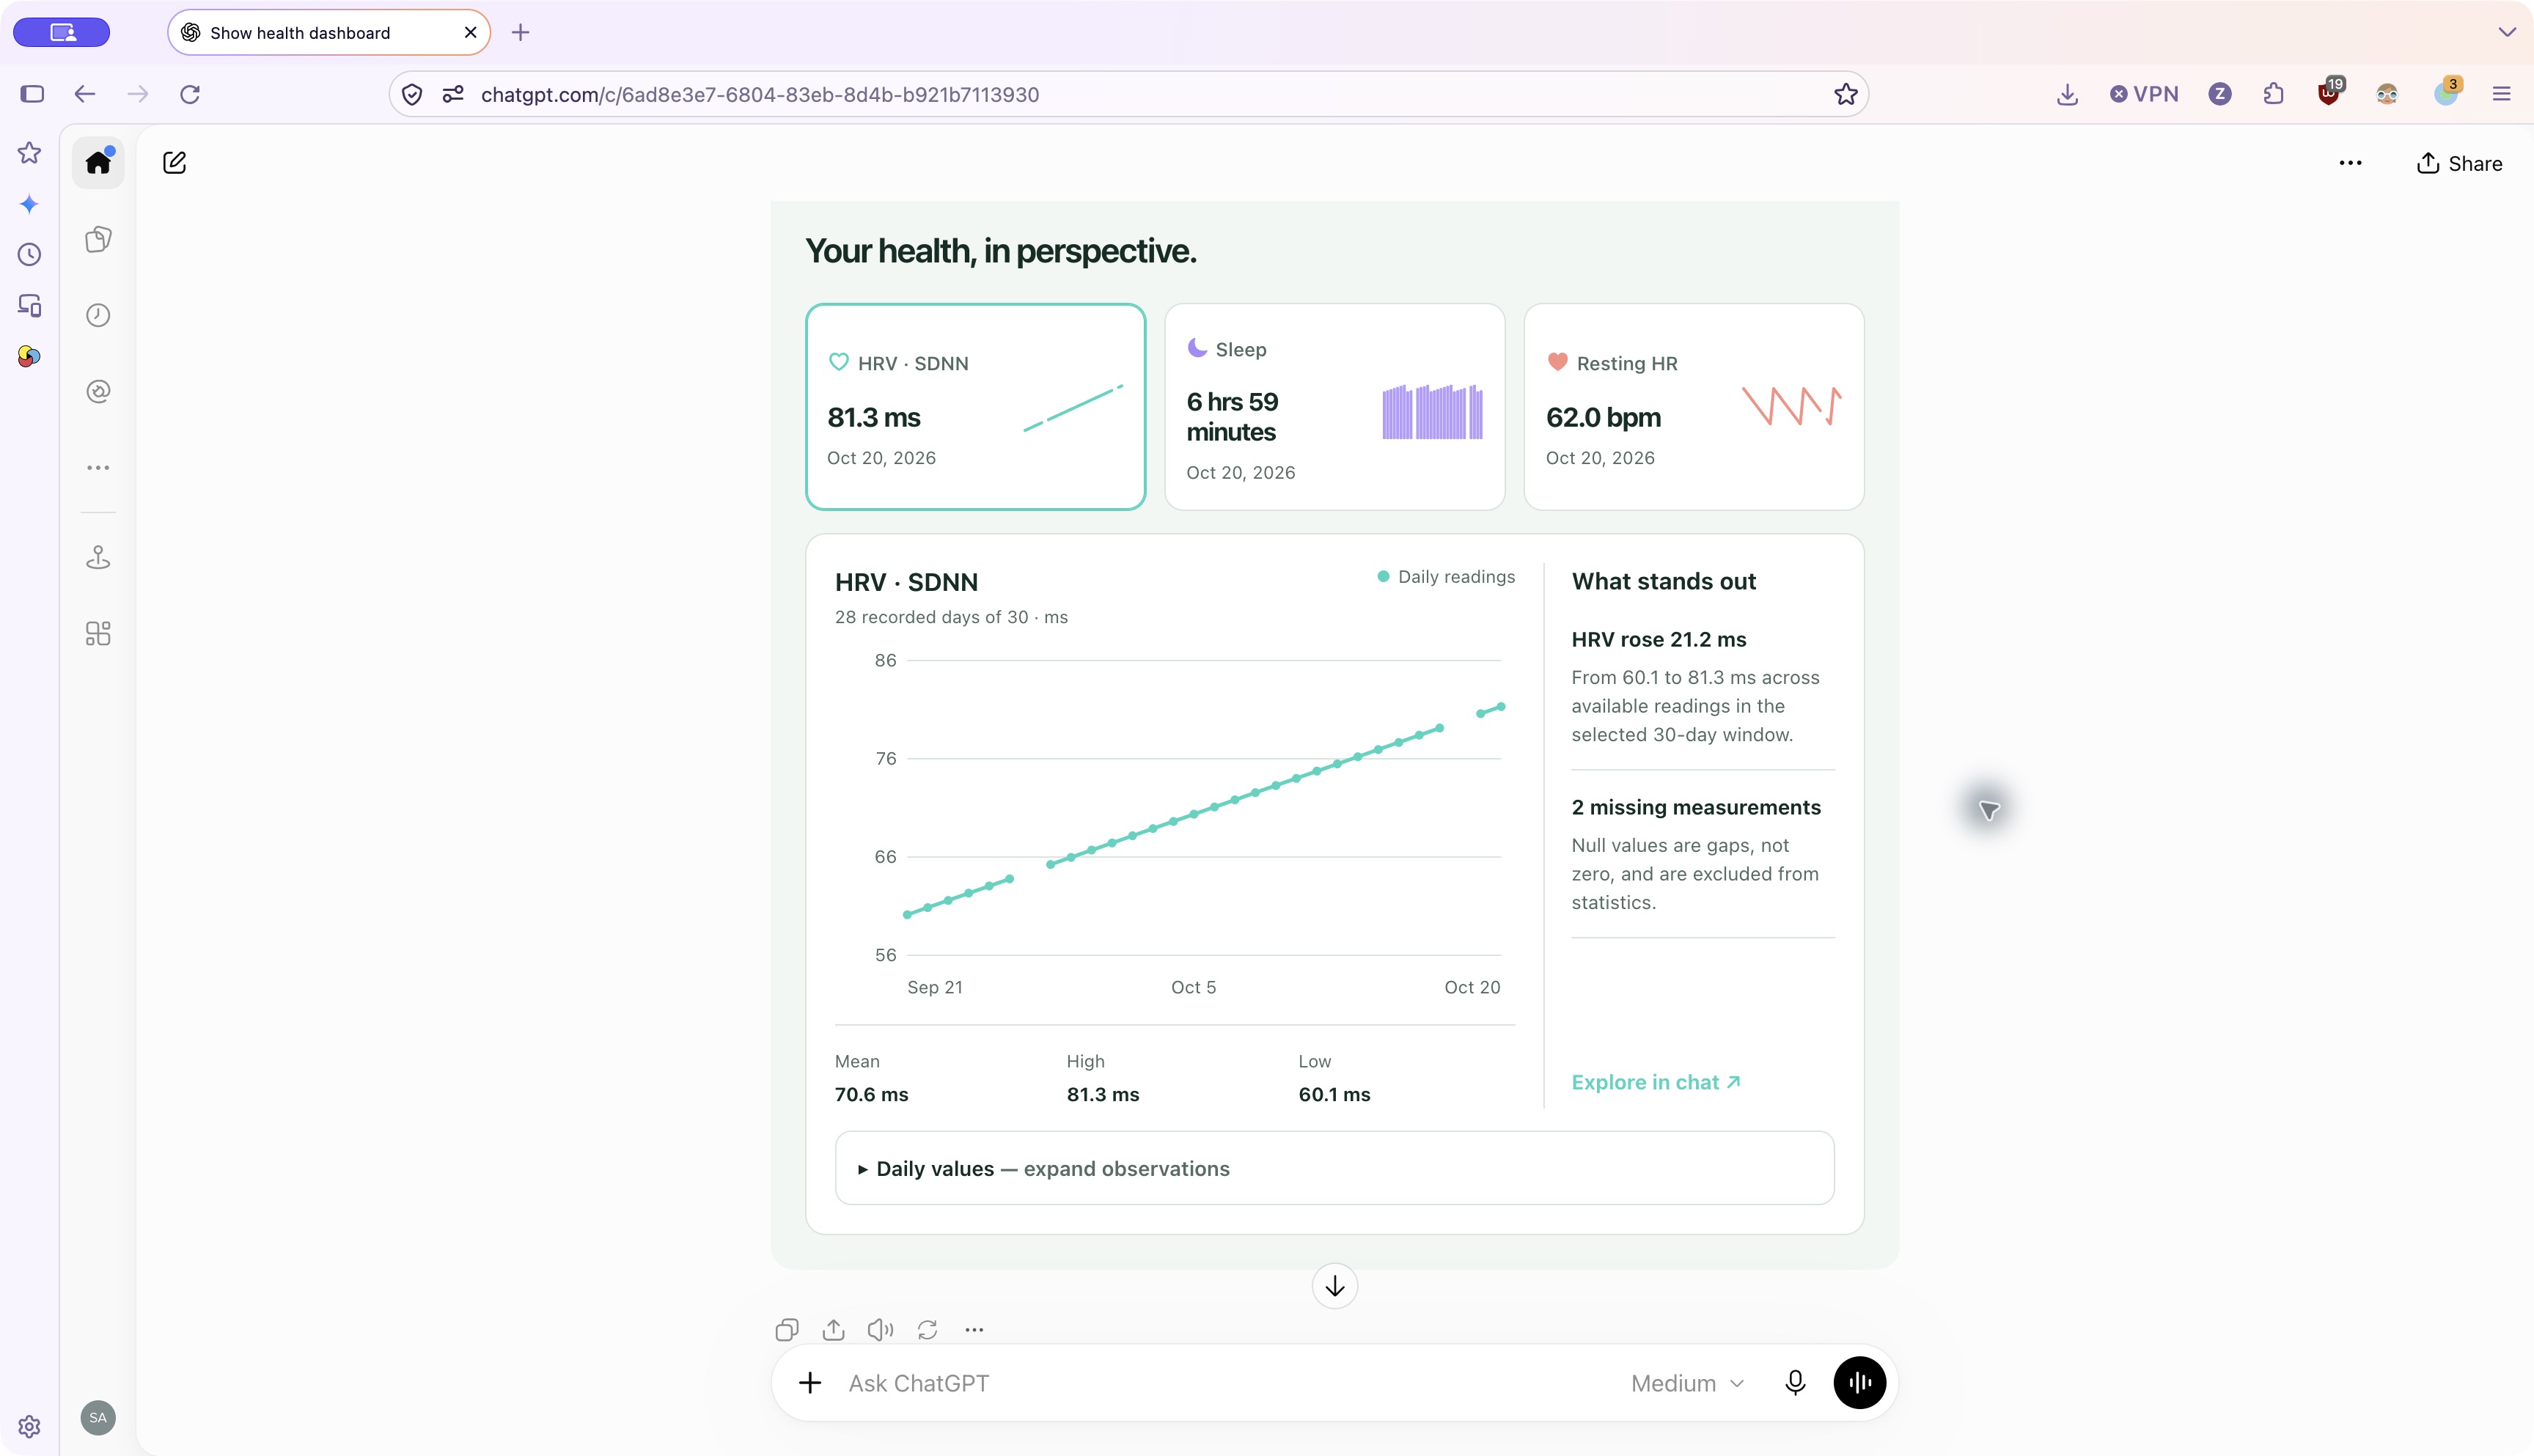 Show health dashboard
chatgpt.com/c/6ad8e3e7-6804-83eb-8d4b-b921b7113930
VPN
Z
19
3
Share
Your health, in perspective.
HRV · SDNN
81.3 ms
Oct 20, 2026
Sleep
6 hrs 59
minutes
Oct 20, 2026
Resting HR
62.0 bpm
Oct 20, 2026
HRV · SDNN
Daily readings
28 recorded days of 30 · ms
86
76
66
56
Sep 21
Oct 5
Oct 20
Mean
70.6 ms
High
81.3 ms
Low
60.1 ms
What stands out
HRV rose 21.2 ms
From 60.1 to 81.3 ms across
available readings in the
selected 30-day window.
2 missing measurements
Null values are gaps, not
zero, and are excluded from
statistics.
Explore in chat ↗
▸ Daily values — expand observations
Ask ChatGPT
Medium
SA